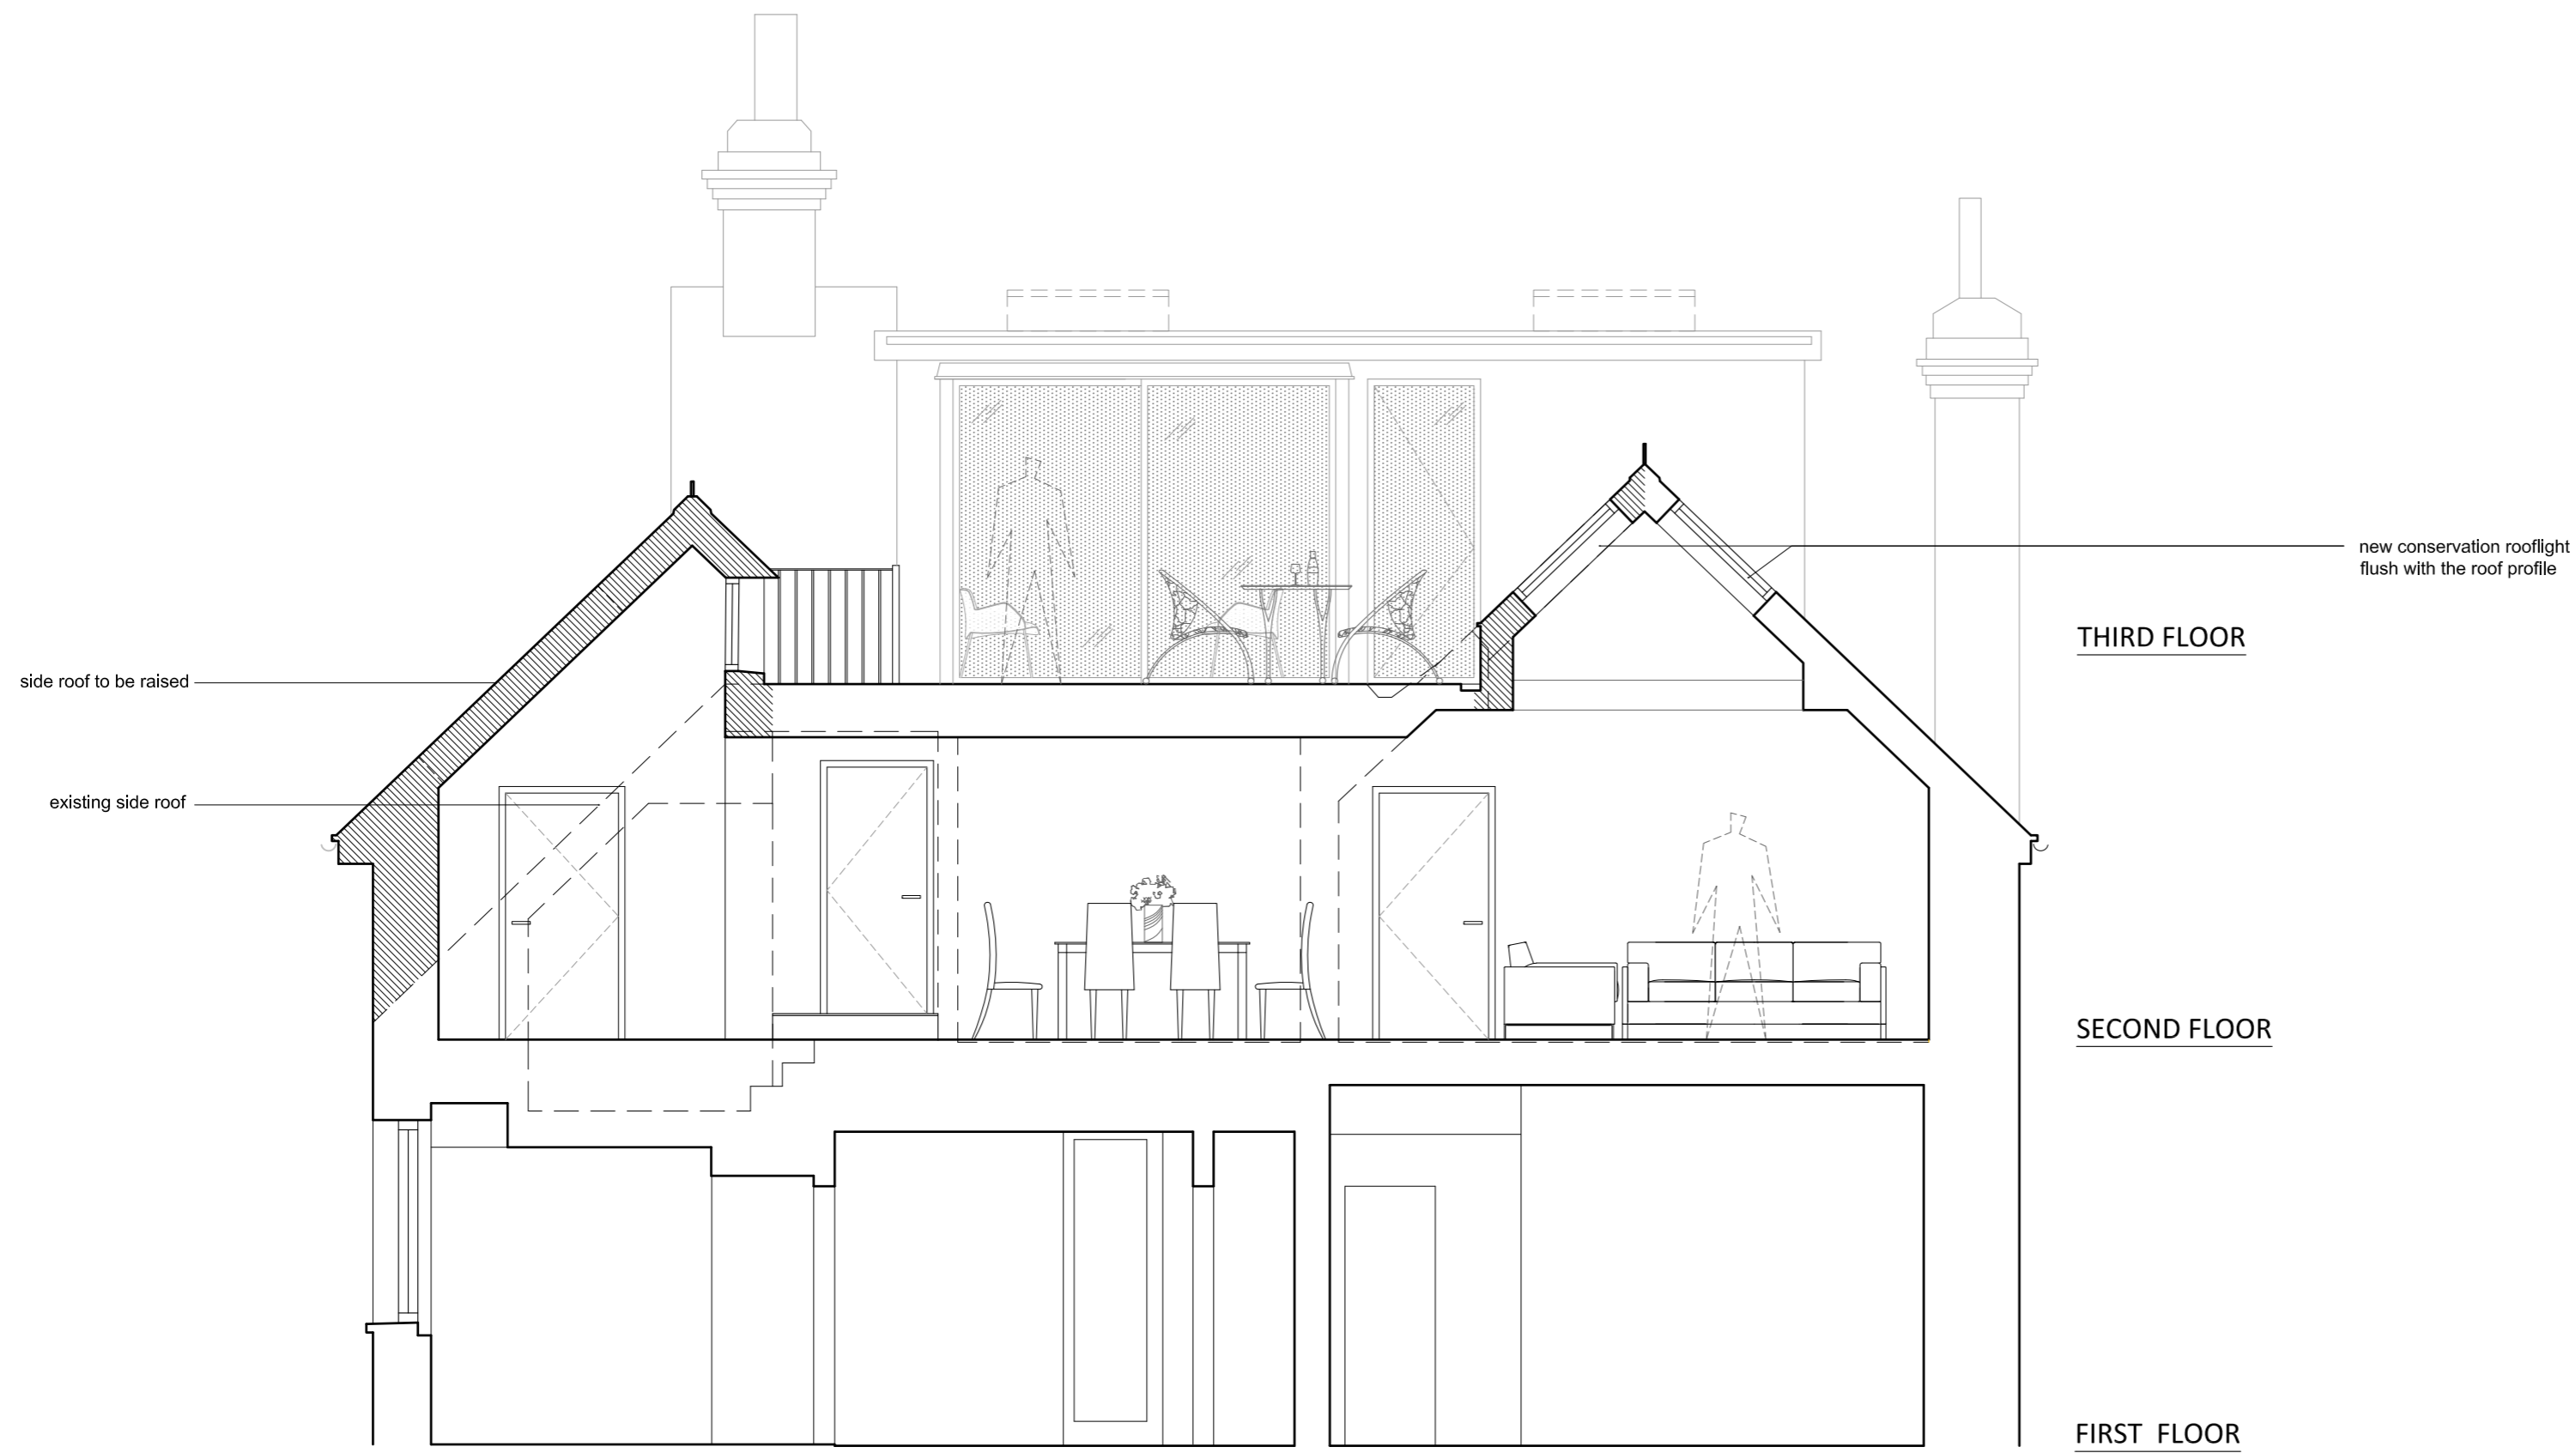 new conservation rooflight
flush with the roof profile
THIRD FLOOR
side roof to be raised
existing side roof
SECOND FLOOR
FIRST FLOOR